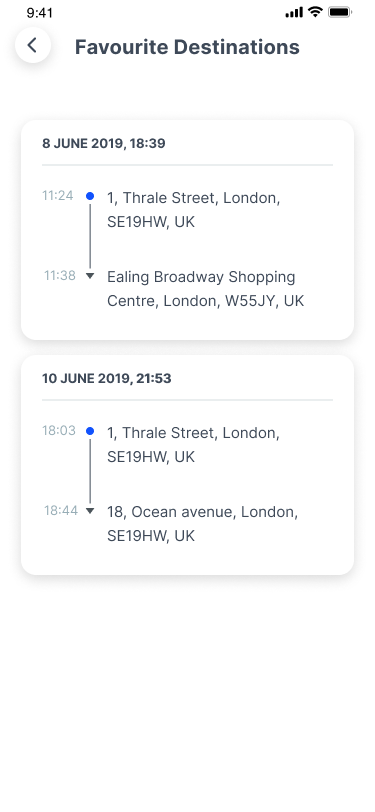 9:41
Favourite Destinations
8 JUNE 2019, 18:39
11:24
1, Thrale Street, London,
SE19HW, UK
11:38
Ealing Broadway Shopping
Centre, London, W55JY, UK
10 JUNE 2019, 21:53
18:03
1, Thrale Street, London,
SE19HW, UK
18:44
18, Ocean avenue, London,
SE19HW, UK